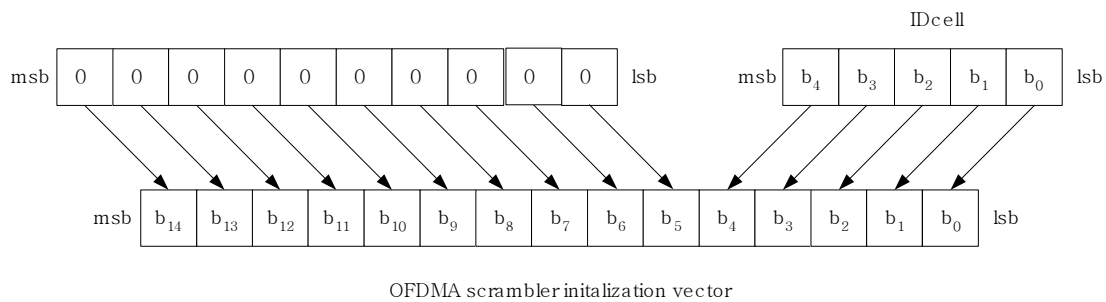 IDcell
msb 0 0 0 0 0 0 0 0 0 0 lsb msb b4 b3 b2 b1 b0 lsb
msb b14 b13 b12 b11 b10 b9 b8 b7 b6 b5 b4 b3 b2 b1 b0 lsb
OFDMA scrambler initalization vector